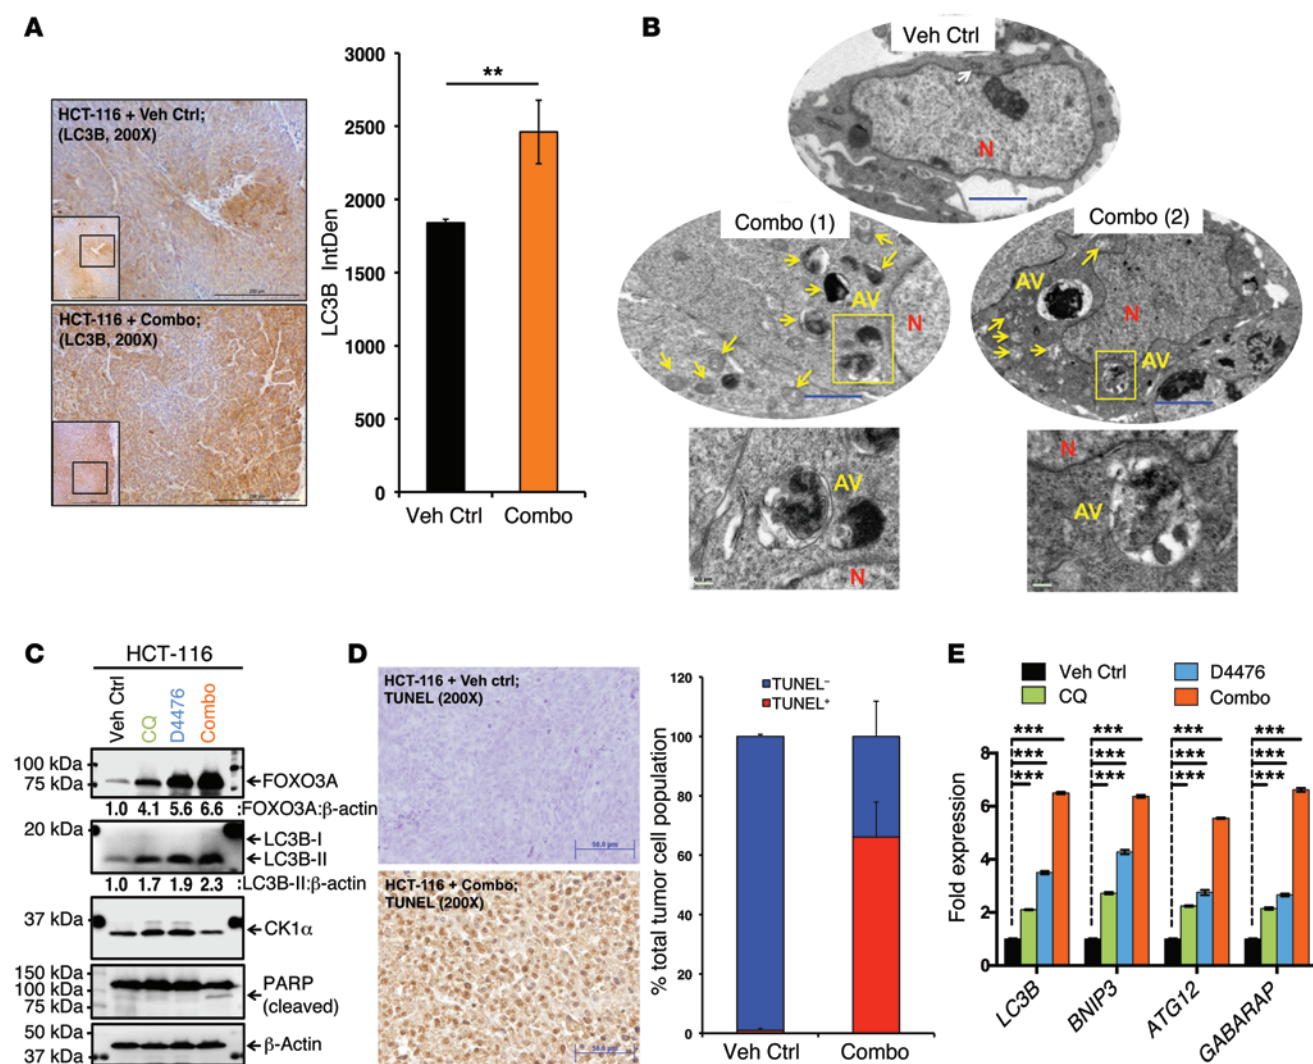 A
HCT-116 + Veh Ctrl;
(LC3B, 200X)
HCT-116 + Combo;
(LC3B, 200X)
LC3B IntDen
3000
2500
2000
1500
1000
500
0
**
Veh Ctrl
Combo
B
Veh Ctrl
N
Combo (1)
AV
N
Combo (2)
AV
N
AV
AV
N
N
AV
C
HCT-116
Veh Ctrl
CQ
D4476
Combo
100 kDa
75 kDa
FOXO3A
1.0 4.1 5.6 6.6 :FOXO3A:β-actin
20 kDa
LC3B-I
LC3B-II
1.0 1.7 1.9 2.3 :LC3B-II:β-actin
37 kDa
CK1α
150 kDa
100 kDa
75 kDa
PARP
(cleaved)
50 kDa
37 kDa
β-Actin
D
HCT-116 + Veh ctrl;
TUNEL (200X)
50.0 µm
HCT-116 + Combo;
TUNEL (200X)
50.0 µm
% total tumor cell population
120
100
80
60
40
20
0
TUNEL⁻
TUNEL⁺
Veh Ctrl
Combo
E
Veh Ctrl
CQ
D4476
Combo
Fold expression
8
6
4
2
0
*** *** *** ***
*** *** *** ***
*** *** *** ***
LC3B
BNIP3
ATG12
GABARAP